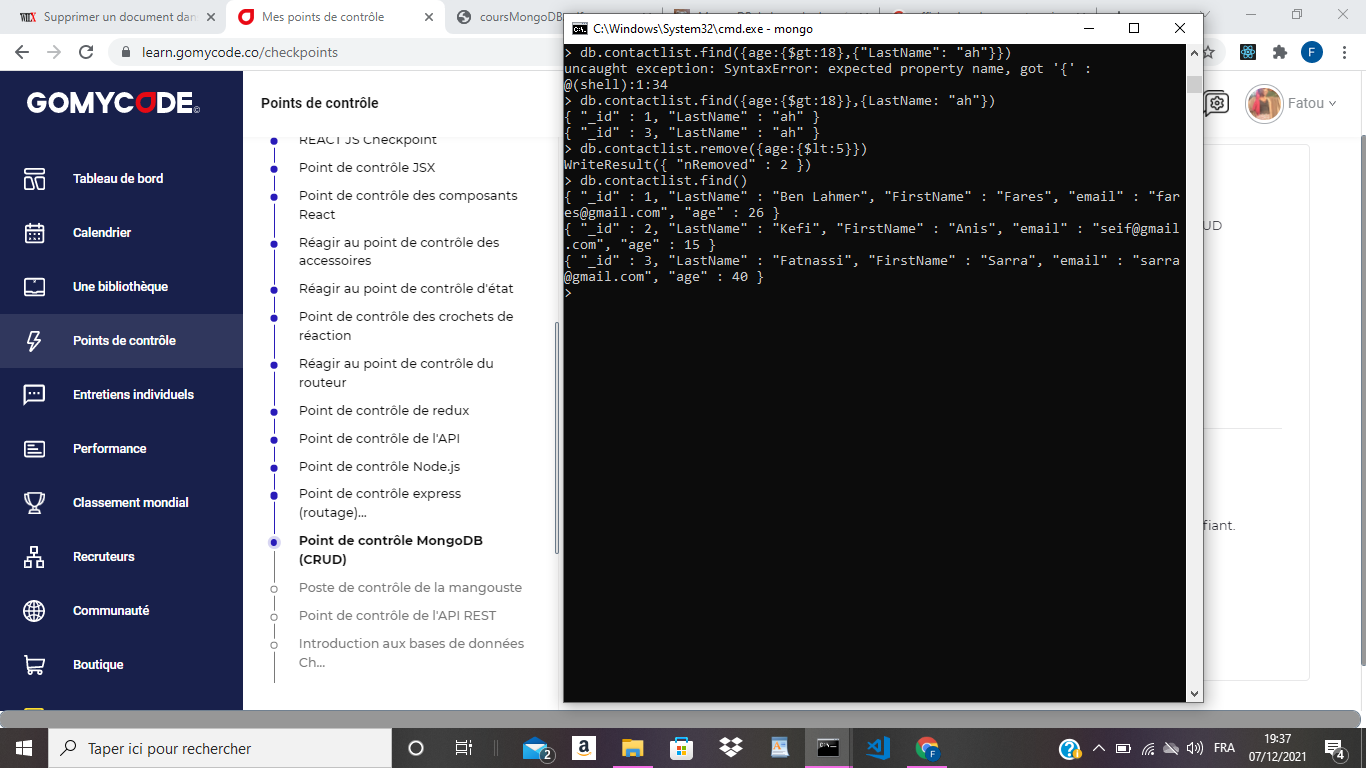 Supprimer un document dan
Mes points de contrôle
coursMongoDB
learn.gomycode.co/checkpoints
GOMYCODE
Tableau de bord
Calendrier
Une bibliothèque
Points de contrôle
Entretiens individuels
Performance
Classement mondial
Recruteurs
Communauté
Boutique
Points de contrôle
REACT JS Checkpoint
Point de contrôle JSX
Point de contrôle des composants
React
Réagir au point de contrôle des
accessoires
Réagir au point de contrôle d'état
Point de contrôle des crochets de
réaction
Réagir au point de contrôle du
routeur
Point de contrôle de redux
Point de contrôle de l'API
Point de contrôle Node.js
Point de contrôle express
(routage)...
Point de contrôle MongoDB
(CRUD)
Poste de contrôle de la mangouste
Point de contrôle de l'API REST
Introduction aux bases de données
Ch...
C:\Windows\System32\cmd.exe - mongo
> db.contactlist.find({age:{$gt:18},{"LastName": "ah"}})
uncaught exception: SyntaxError: expected property name, got '{' :
@(shell):1:34
> db.contactlist.find({age:{$gt:18}},{LastName: "ah"})
{ "_id" : 1, "LastName" : "ah" }
{ "_id" : 3, "LastName" : "ah" }
> db.contactlist.remove({age:{$lt:5}})
WriteResult({ "nRemoved" : 2 })
> db.contactlist.find()
{ "_id" : 1, "LastName" : "Ben Lahmer", "FirstName" : "Fares", "email" : "far
es@gmail.com", "age" : 26 }
{ "_id" : 2, "LastName" : "Kefi", "FirstName" : "Anis", "email" : "seif@gmail
.com", "age" : 15 }
{ "_id" : 3, "LastName" : "Fatnassi", "FirstName" : "Sarra", "email" : "sarra
@gmail.com", "age" : 40 }
>
F
Fatou
UD
fiant.
Taper ici pour rechercher
2
a
F
FRA
19:37
07/12/2021
4